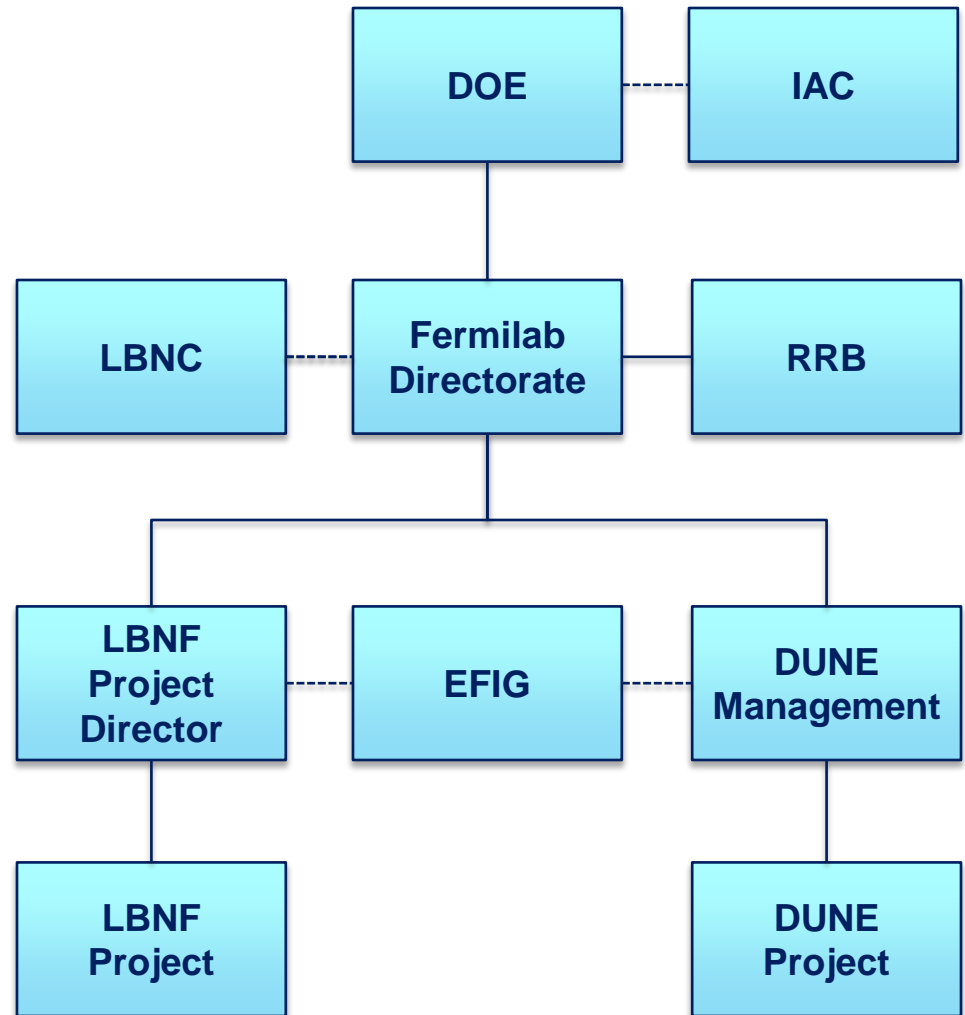 DOE
IAC
LBNC
Fermilab
Directorate
RRB
LBNF
Project
Director
EFIG
DUNE
Management
LBNF
Project
DUNE
Project